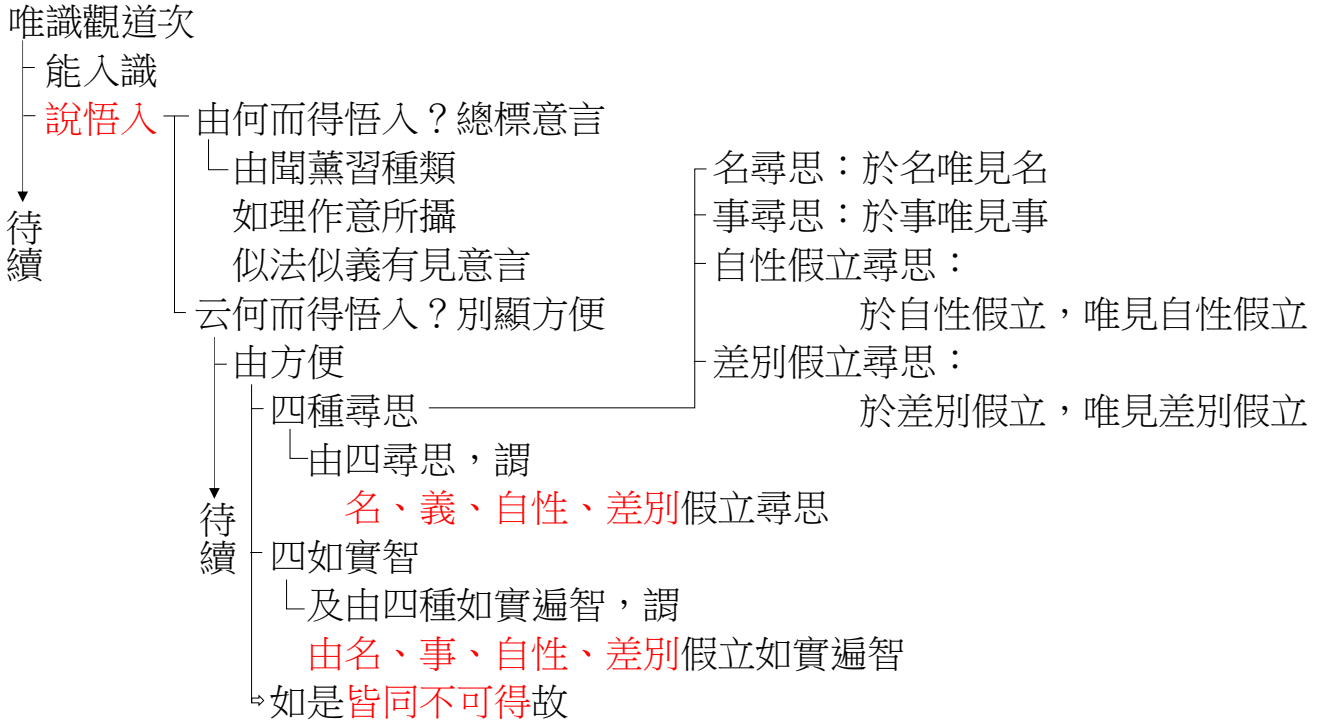 唯識觀道次
能入識
說悟入
由何而得悟入？總標意言
由聞薰習種類
如理作意所攝
似法似義有見意言
云何而得悟入？別顯方便
由方便
四種尋思
由四尋思，謂
名、義、自性、差別假立尋思
四如實智
及由四種如實遍智，謂
由名、事、自性、差別假立如實遍智
如是皆同不可得故
待續
待續
名尋思：於名唯見名
事尋思：於事唯見事
自性假立尋思：
於自性假立，唯見自性假立
差別假立尋思：
於差別假立，唯見差別假立